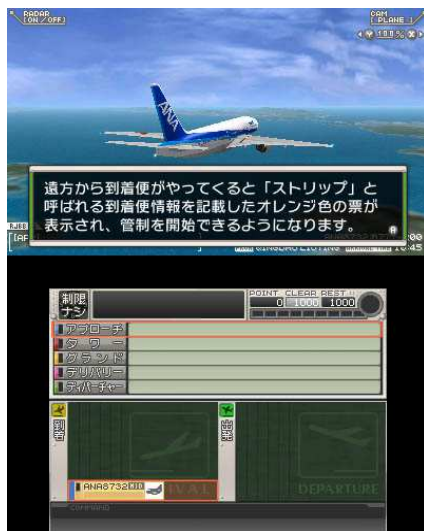 RADAR
[ON/OFF]
CAM
[PLANE]
100%
ANA
遠方から到着便がやってくると「ストリップ」と
呼ばれる到着便情報を記載したオレンジ色の票が
表示され、管制を開始できるようになります。
制限
ナシ
POINT CLEAR REST
0 1000 1000
アプローチ
タワー
グランド
デリバリー
ディパーチャー
到着
出発
ANA8732
ARRIVAL
DEPARTURE
COMMAND